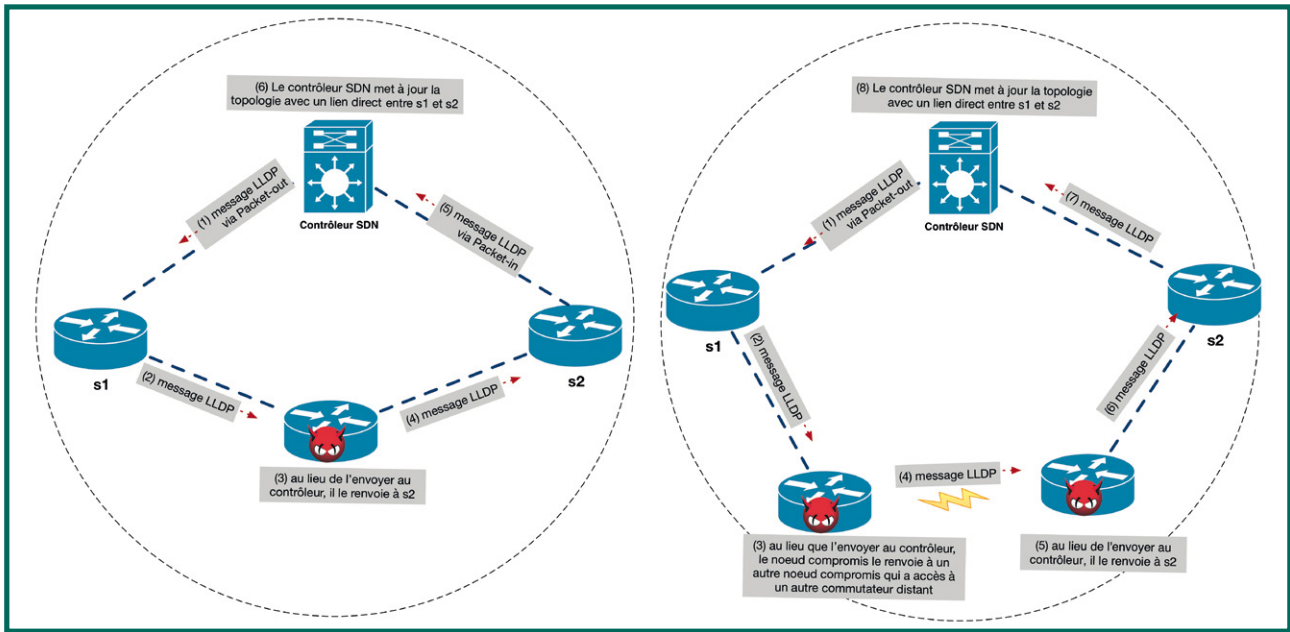 (6) Le contrôleur SDN met à jour la
topologie avec un lien direct entre s1 et s2
(1) message LLDP
via Packet-out
(5) message LLDP
via Packet-in
Contrôleur SDN
s1
s2
(2) message LLDP
(4) message LLDP
(3) au lieu de l'envoyer au
contrôleur, il le renvoie à s2
(8) Le contrôleur SDN met à jour la topologie
avec un lien direct entre s1 et s2
(1) message LLDP
via Packet-out
(7) message LLDP
Contrôleur SDN
s1
s2
(2) message LLDP
(6) message LLDP
(4) message LLDP
(3) au lieu que l'envoyer au contrôleur,
le noeud compromis le renvoie à un
autre noeud compromis qui a accès à
un autre commutateur distant
(5) au lieu de l'envoyer au
contrôleur, il le renvoie à s2